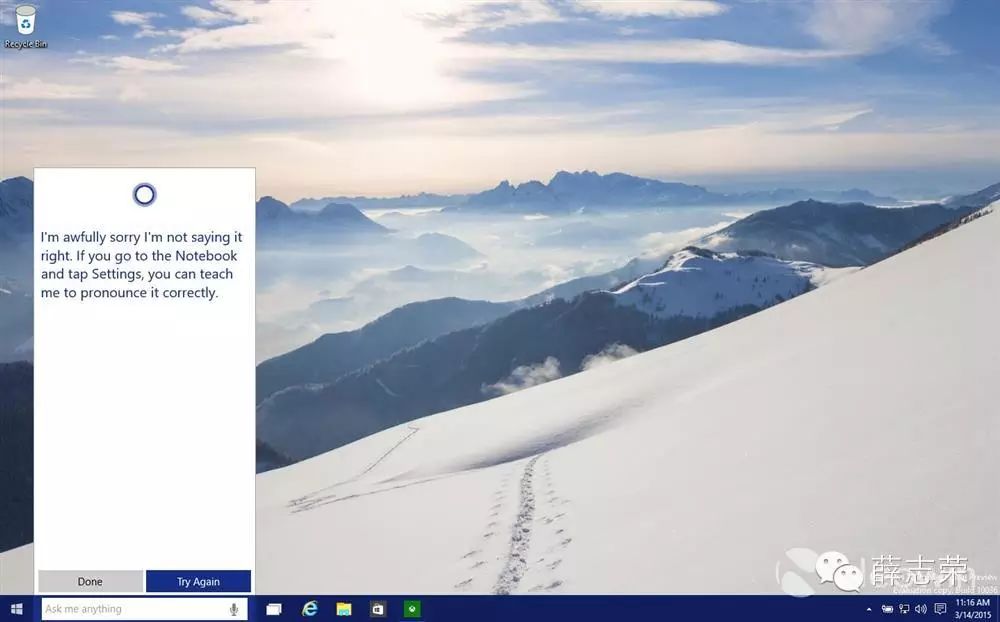 Recycle Bin
I'm awfully sorry I'm not saying it
right. If you go to the Notebook
and tap Settings, you can teach
me to pronounce it correctly.
Done
Try Again
薛志荣
Preview
Evaluation copy. Build 10036
Ask me anything
11:16 AM
3/14/2015